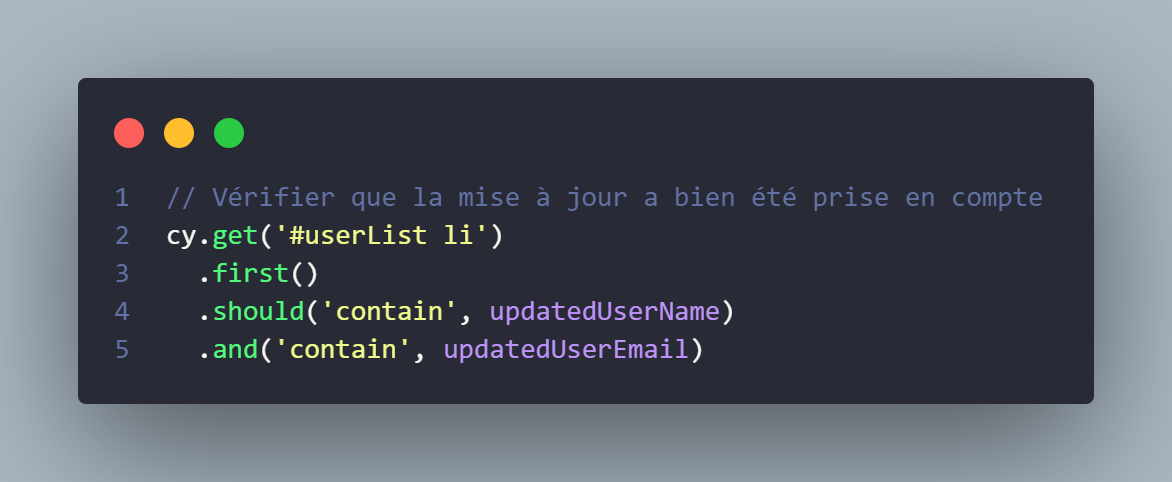 1 // Vérifier que la mise à jour a bien été prise en compte
2 cy.get('#userList li')
3   .first()
4   .should('contain', updatedUserName)
5   .and('contain', updatedUserEmail)